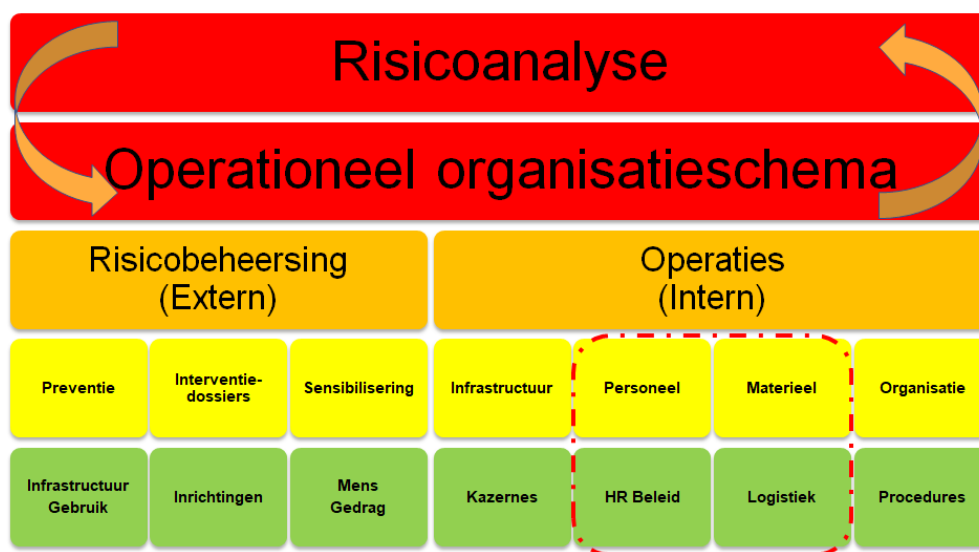 Risicoanalyse
Operationeel organisatieschema
Risicobeheersing
(Extern)
Operaties
(Intern)
Preventie
Interventie-
dossiers
Sensibilisering
Infrastructuur
Personeel
Materieel
Organisatie
Infrastructuur
Gebruik
Inrichtingen
Mens
Gedrag
Kazernes
HR Beleid
Logistiek
Procedures